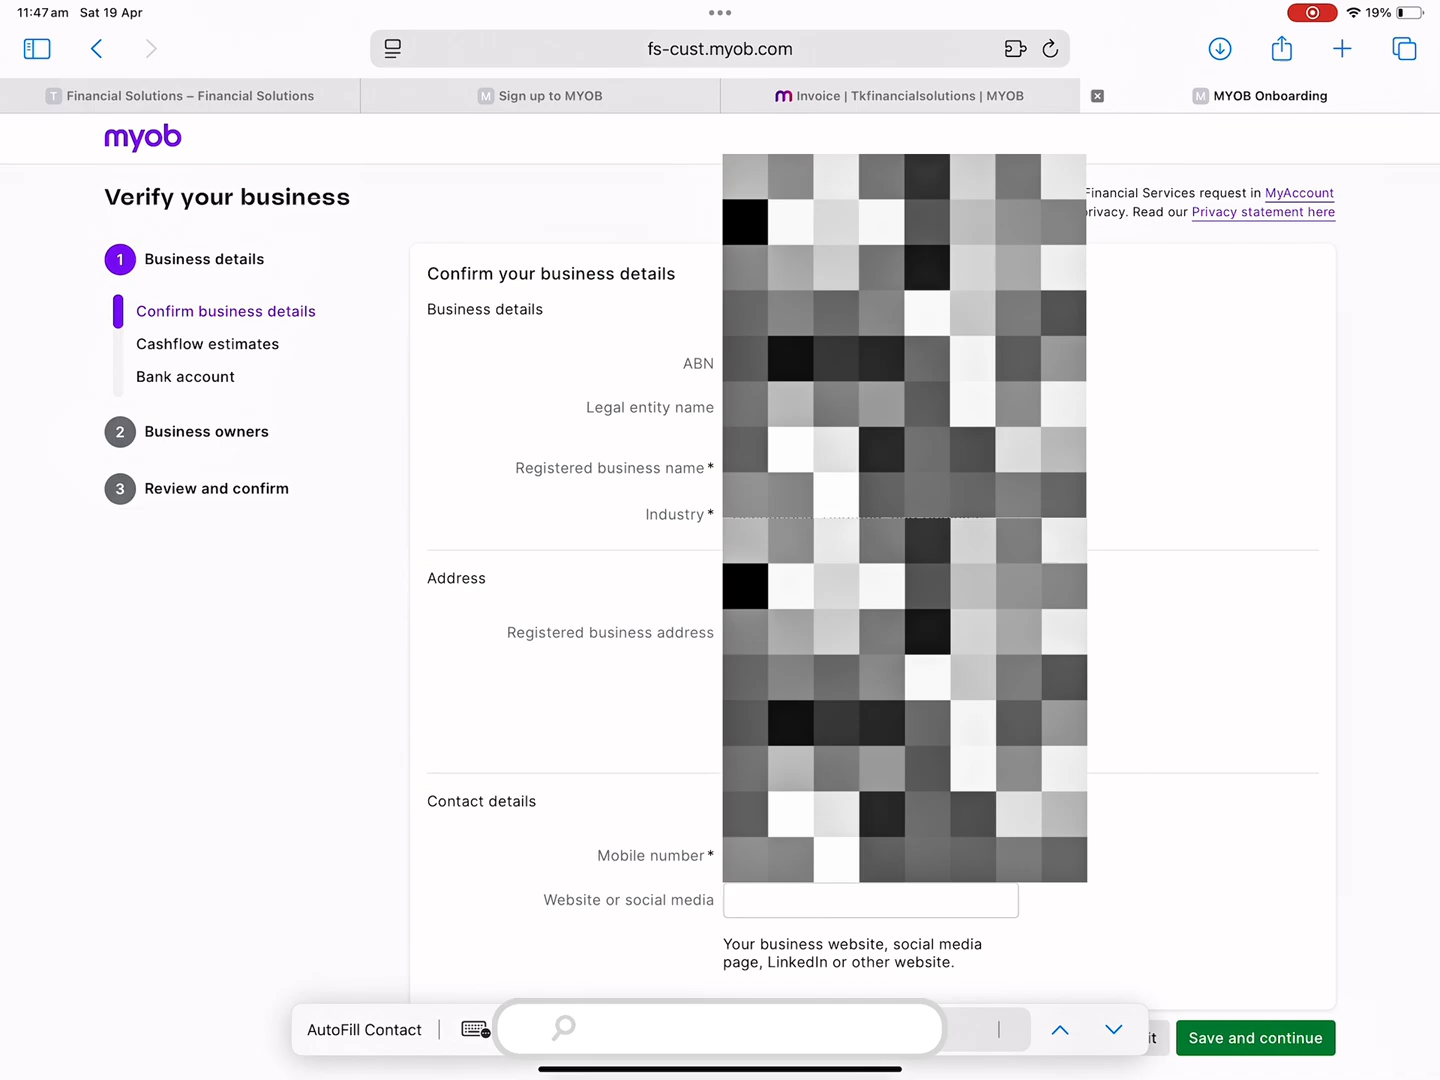 11:47 am Sat 19 Apr
19%
fs-cust.myob.com
T Financial Solutions – Financial Solutions
M Sign up to MYOB
m Invoice | Tkfinancialsolutions | MYOB
M MYOB Onboarding
myob
Verify your business
Financial Services request in MyAccount
privacy. Read our Privacy statement here
1 Business details
Confirm business details
Cashflow estimates
Bank account
2 Business owners
3 Review and confirm
Confirm your business details
Business details
ABN
Legal entity name
Registered business name *
Industry *
Address
Registered business address
Contact details
Mobile number *
Website or social media
Your business website, social media
page, LinkedIn or other website.
AutoFill Contact
it
Save and continue